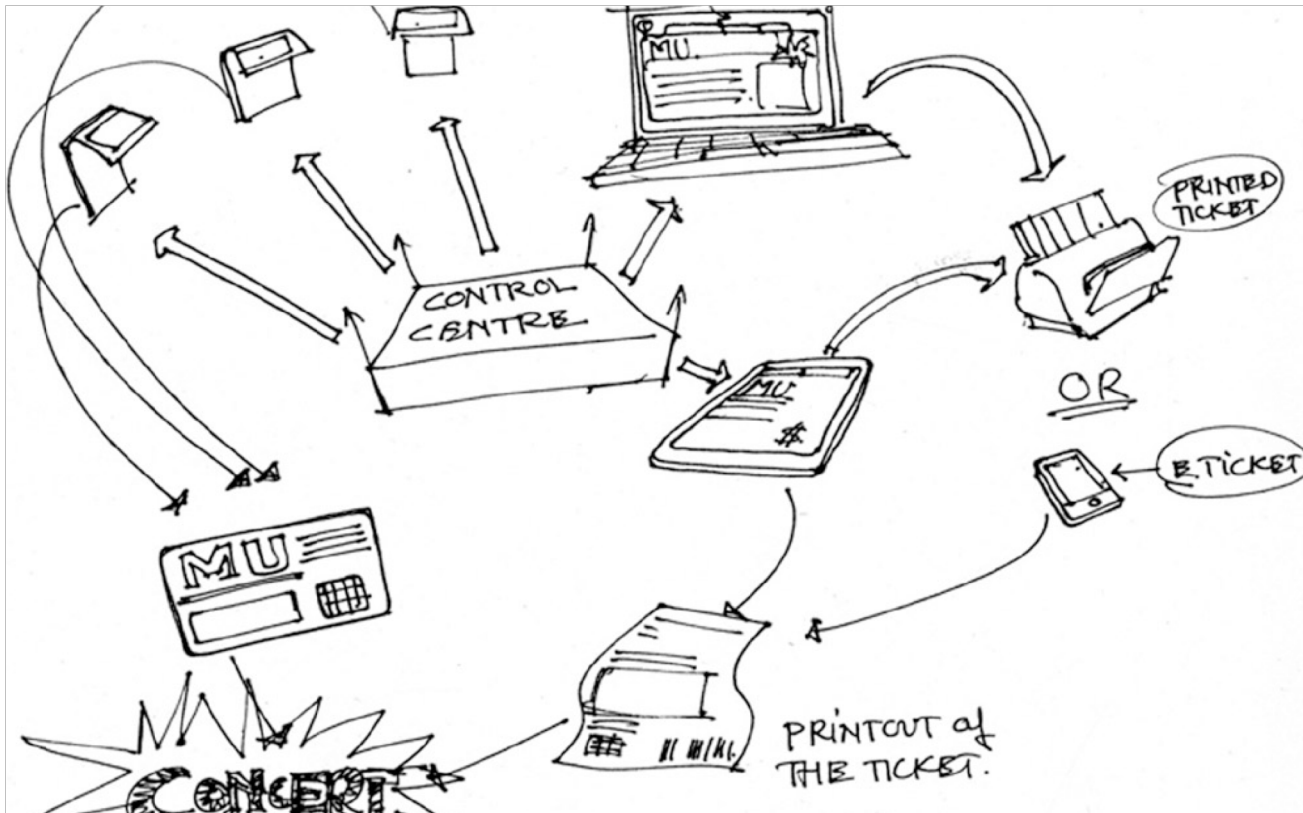 MU
PRINTED
TICKET
CONTROL
CENTRE
MU
OR
E.TICKET
MU
PRINTOUT of
THE TICKET.
CONCERT